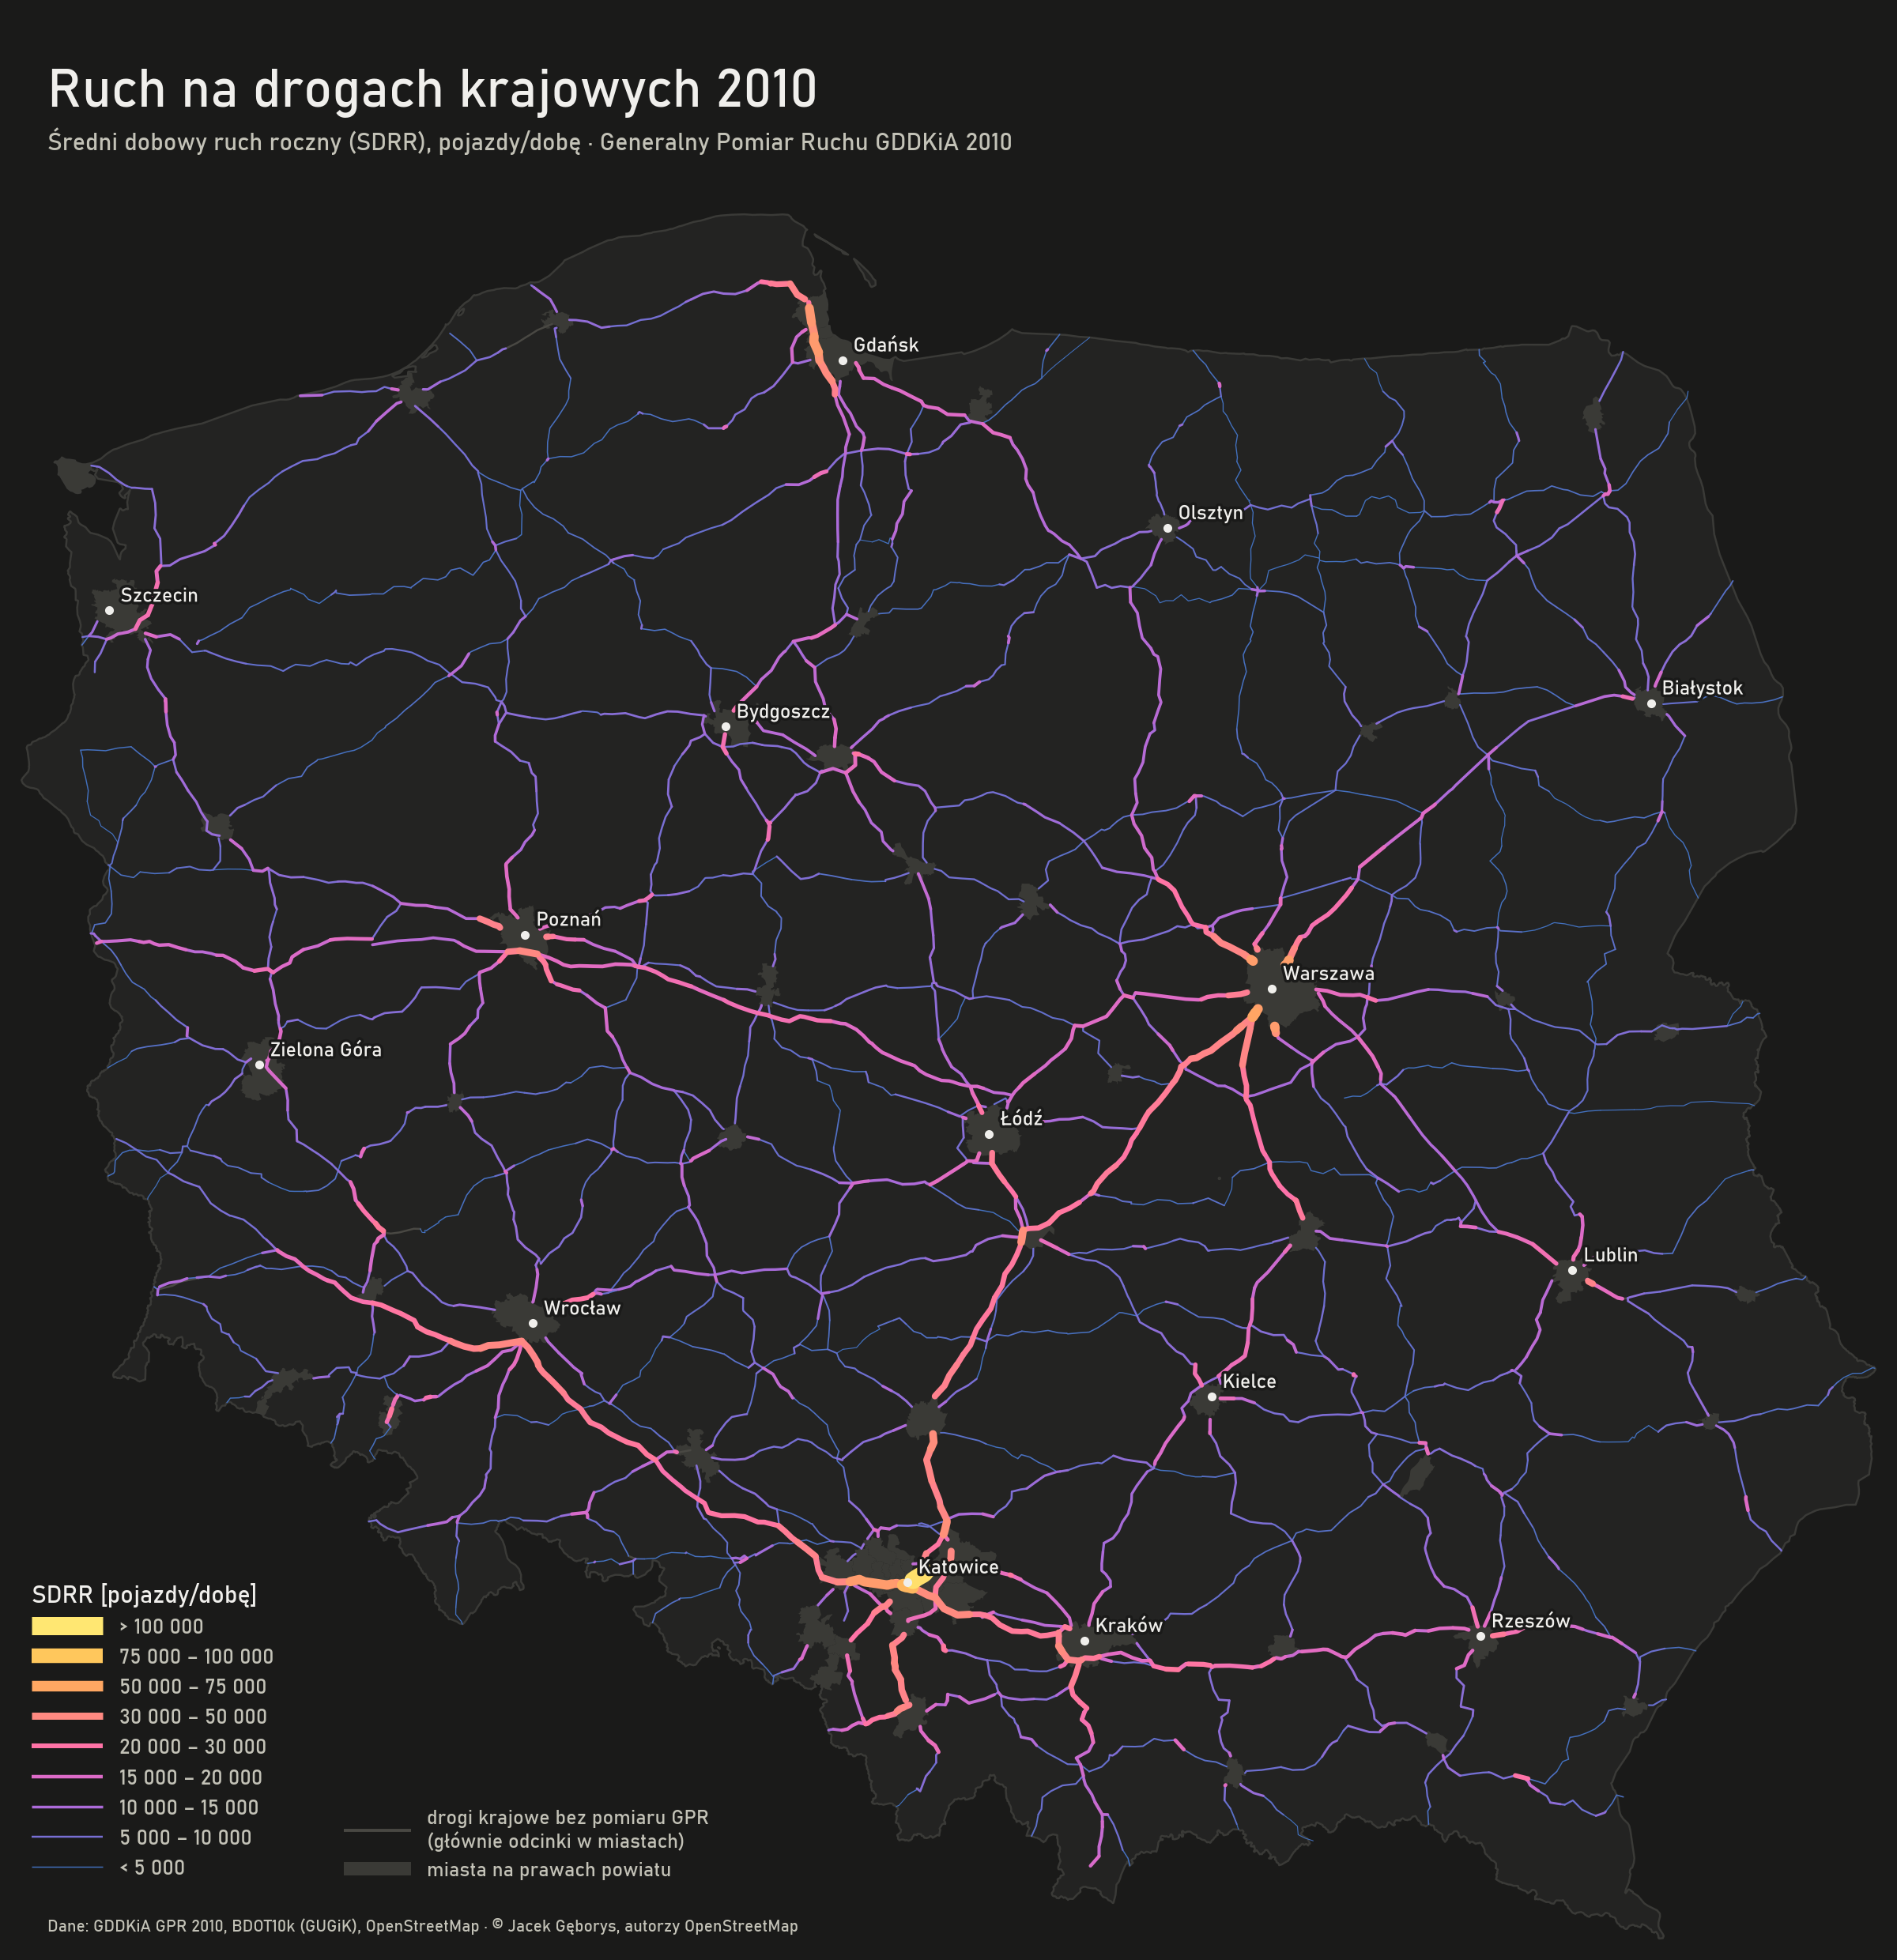 Ruch na drogach krajowych 2010
Średni dobowy ruch roczny (SDRR), pojazdy/dobę · Generalny Pomiar Ruchu GDDKiA 2010
Gdańsk
Olsztyn
Szczecin
Białystok
Bydgoszcz
Poznań
Warszawa
Zielona Góra
Łódź
Lublin
Wrocław
Kielce
Katowice
Kraków
Rzeszów
SDRR [pojazdy/dobę]
> 100 000
75 000 – 100 000
50 000 – 75 000
30 000 – 50 000
20 000 – 30 000
15 000 – 20 000
10 000 – 15 000
5 000 – 10 000
< 5 000
drogi krajowe bez pomiaru GPR
(głównie odcinki w miastach)
miasta na prawach powiatu
Dane: GDDKiA GPR 2010, BDOT10k (GUGiK), OpenStreetMap · © Jacek Gęborys, autorzy OpenStreetMap